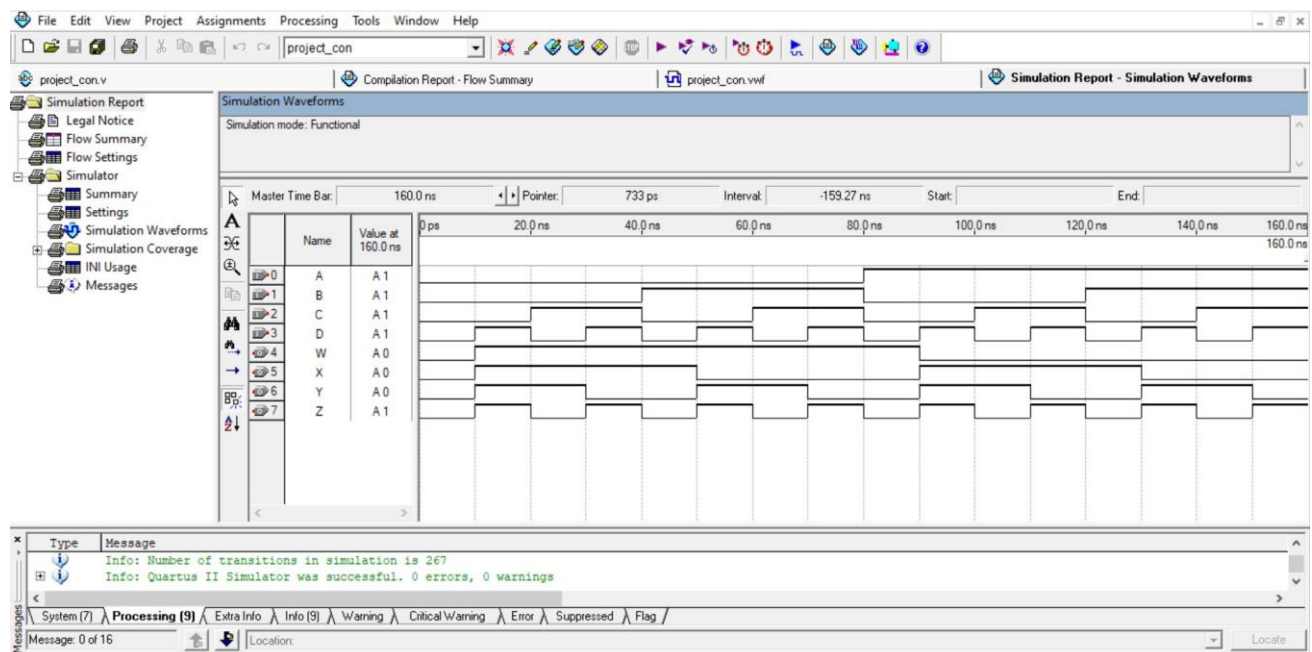 File Edit View Project Assignments Processing Tools Window Help
project_con
project_con.v Compilation Report - Flow Summary project_con.vwf Simulation Report - Simulation Waveforms
Simulation Report
Legal Notice
Flow Summary
Flow Settings
Simulator
Summary
Settings
Simulation Waveforms
Simulation Coverage
INI Usage
Messages
Simulation Waveforms
Simulation mode: Functional
Master Time Bar: 160.0 ns Pointer: 733 ps Interval: -159.27 ns Start: End:
A
Name Value at 160.0 ns
0 ps 20.0 ns 40.0 ns 60.0 ns 80.0 ns 100.0 ns 120.0 ns 140.0 ns 160.0 ns
160.0 ns
0 A A 1
1 B A 1
2 C A 1
3 D A 1
4 W A 0
5 X A 0
6 Y A 0
7 Z A 1
Type Message
Info: Number of transitions in simulation is 267
Info: Quartus II Simulator was successful. 0 errors, 0 warnings
System (7) Processing (9) Extra Info Info (9) Warning Critical Warning Error Suppressed Flag
Messages
Message: 0 of 16 Location: Locate